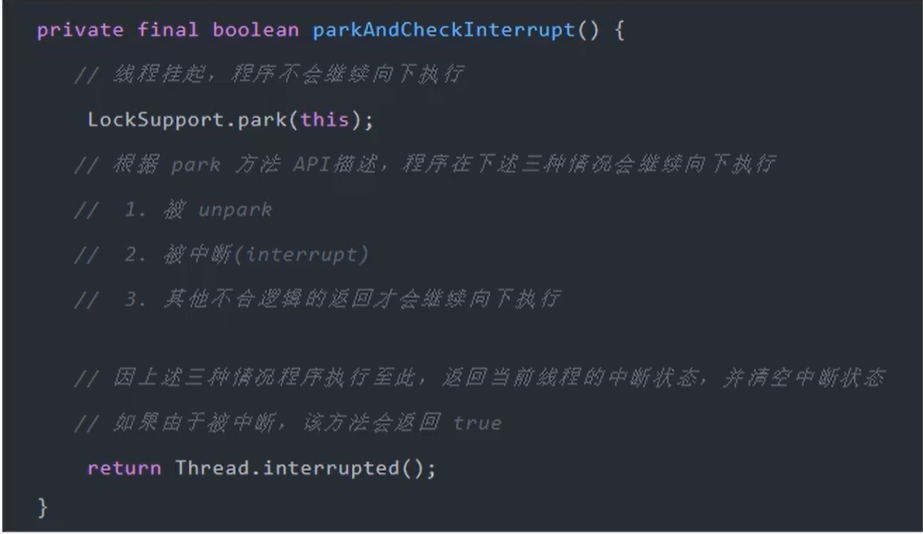 private final boolean parkAndCheckInterrupt() {
// 线程挂起，程序不会继续向下执行
LockSupport.park(this);
// 根据 park 方法 API描述，程序在下述三种情况会继续向下执行
// 1. 被 unpark
// 2. 被中断(interrupt)
// 3. 其他不合逻辑的返回才会继续向下执行
// 因上述三种情况程序执行至此，返回当前线程的中断状态，并清空中断状态
// 如果由于被中断，该方法会返回 true
return Thread.interrupted();
}